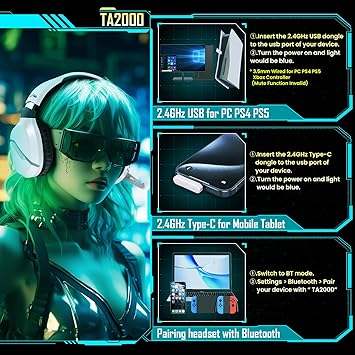 TA2000
①Insert the 2.4GHz USB dongle
to the usb port of your device.
②Turn the power on and light
would be blue.
* 3.5mm Wired for PC PS4 PS5
Xbox Controller
(Mute Function Invalid)
2.4GHz USB for PC PS4 PS5
①Insert the 2.4GHz Type-C
dongle to the usb port of
your device.
②Turn the power on and light
would be blue.
2.4GHz Type-C for Mobile Tablet
①Switch to BT mode.
②Settings > Bluetooth > Pair
your device with " TA2000"
Pairing headset with Bluetooth